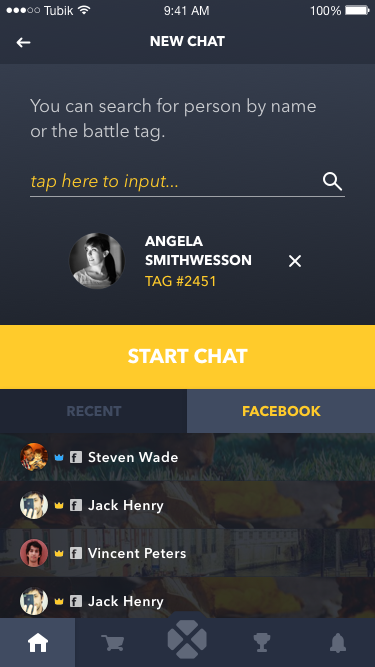 Tubik 9:41 AM 100%
NEW CHAT
You can search for person by name
or the battle tag.
tap here to input...
ANGELA
SMITHWESSON
TAG #2451
START CHAT
RECENT FACEBOOK
f Steven Wade
f Jack Henry
f Vincent Peters
f Jack Henry